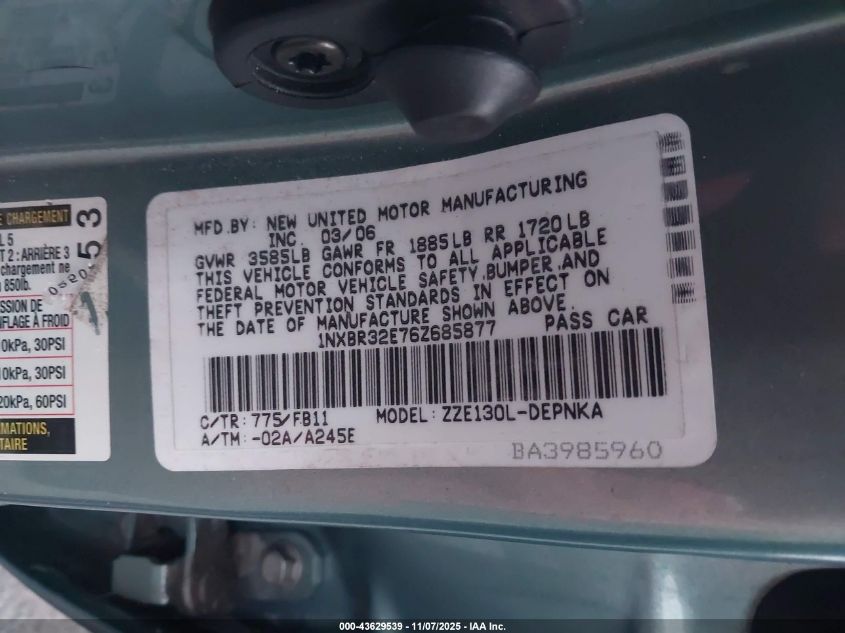 MFD.BY: NEW UNITED MOTOR MANUFACTURING
INC. 03/06
GVWR 3585LB GAWR FR 1885LB RR 1720LB
THIS VEHICLE CONFORMS TO ALL APPLICABLE
FEDERAL MOTOR VEHICLE SAFETY,BUMPER,AND
THEFT PREVENTION STANDARDS IN EFFECT ON
THE DATE OF MANUFACTURE SHOWN ABOVE.
1NXBR32E76Z685877 PASS CAR
C/TR: 775/FB11 MODEL: ZZE130L-DEPNKA
A/TM: -02A/A245E
BA3985960
E CHARGEMENT
L 5
T 2 : ARRIÈRE 3
chargement ne
850lb.
SSION DE
NFLAGE À FROID
0kPa, 30PSI
10kPa, 30PSI
20kPa, 60PSI
MATIONS,
TAIRE
53
000-43629539 - 11/07/2025 - IAA Inc.